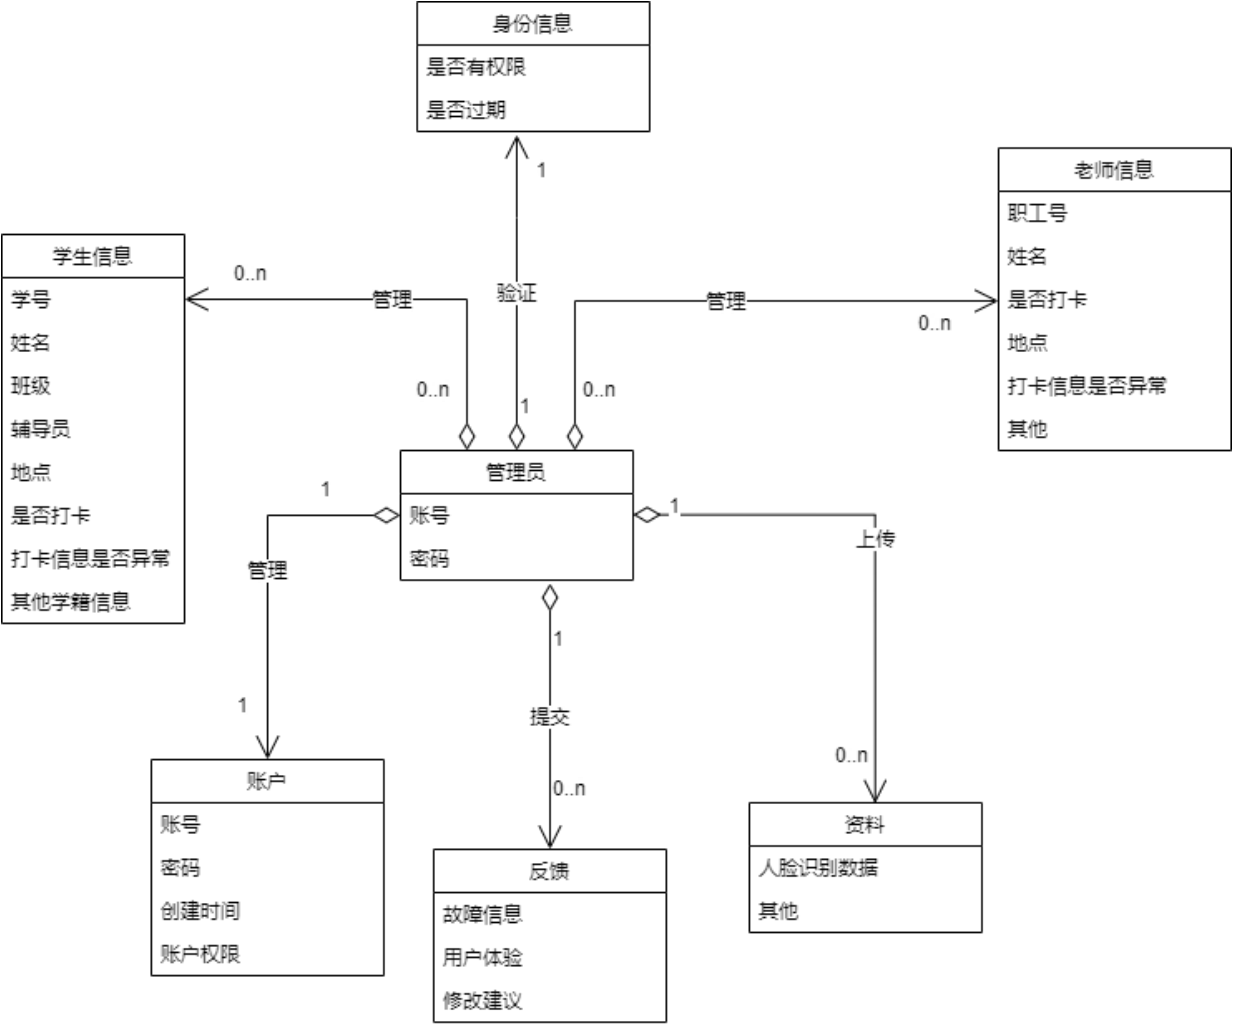 身份信息
是否有权限
是否过期
1
老师信息
职工号
姓名
是否打卡
地点
打卡信息是否异常
其他
学生信息
学号
姓名
班级
辅导员
地点
是否打卡
打卡信息是否异常
其他学籍信息
0..n
管理
验证
管理
0..n
0..n
1
0..n
管理员
账号
密码
1
管理
1
1
上传
1
提交
0..n
0..n
账户
账号
密码
创建时间
账户权限
反馈
故障信息
用户体验
修改建议
资料
人脸识别数据
其他